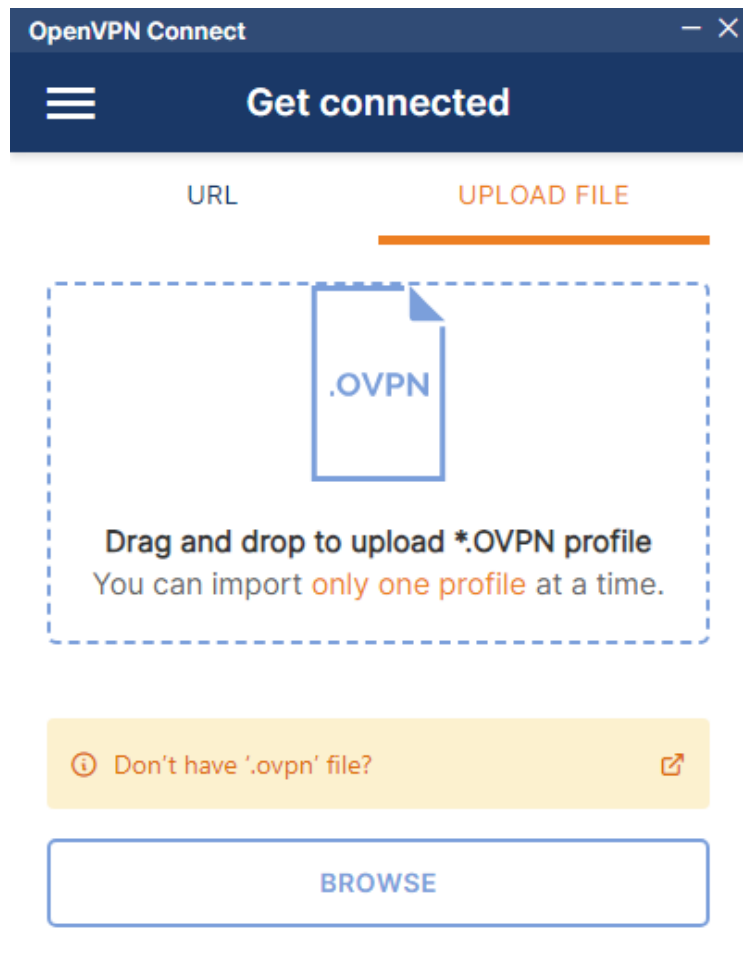 OpenVPN Connect
Get connected
URL
UPLOAD FILE
.OVPN
Drag and drop to upload *.OVPN profile
You can import only one profile at a time.
Don't have '.ovpn' file?
BROWSE